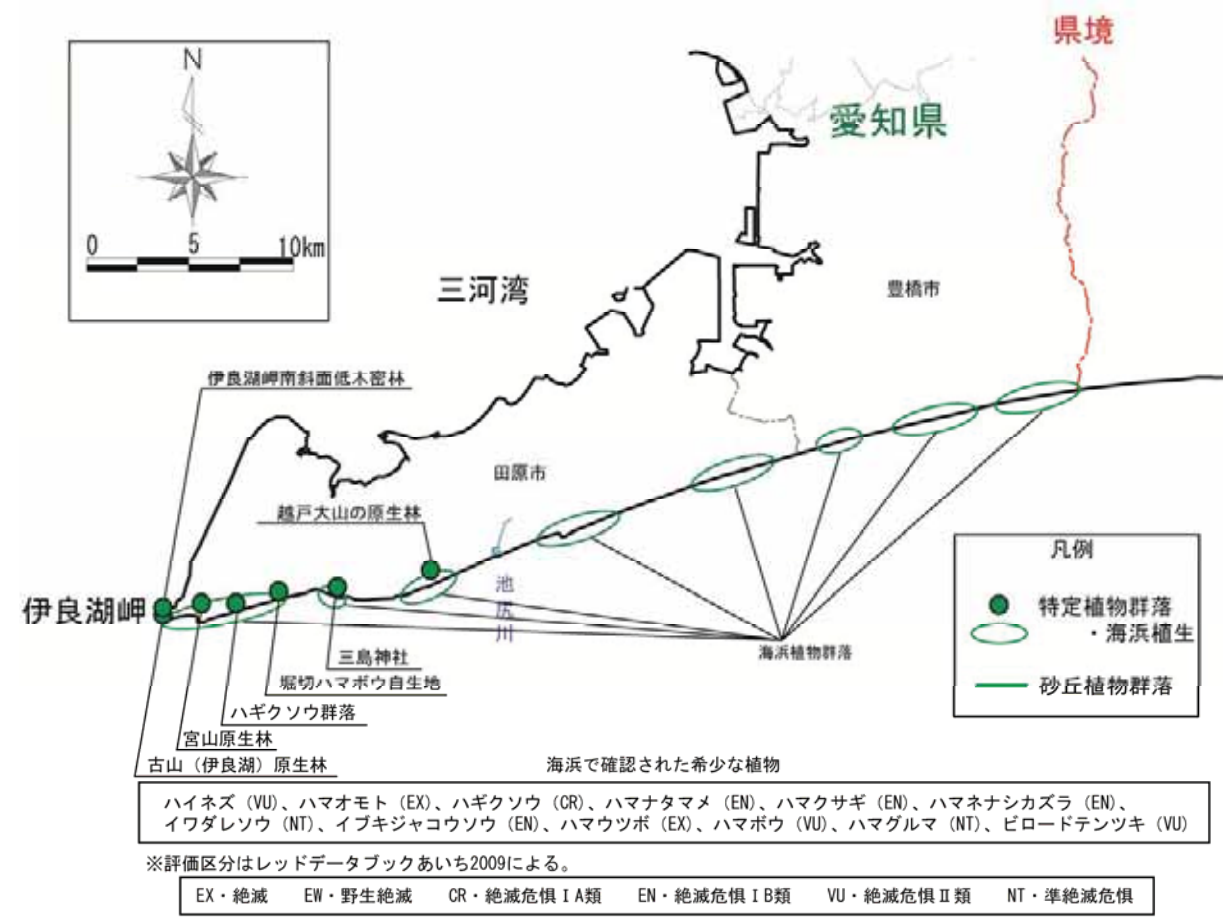 県境
N
愛知県
0 5 10km
三河湾
豊橋市
伊良湖岬南斜面低木密林
田原市
越戸大山の原生林
凡例
特定植物群落
・海浜植生
砂丘植物群落
池尻川
伊良湖岬
海浜植物群落
三島神社
堀切ハマボウ自生地
ハギクソウ群落
宮山原生林
古山（伊良湖）原生林
海浜で確認された希少な植物
ハイネズ（VU）、ハマオモト（EX）、ハギクソウ（CR）、ハマナタマメ（EN）、ハマクサギ（EN）、ハマネナシカズラ（EN）、
イワダレソウ（NT）、イブキジャコウソウ（EN）、ハマウツボ（EX）、ハマボウ（VU）、ハマグルマ（NT）、ビロードテンツキ（VU）
※評価区分はレッドデータブックあいち2009による。
EX・絶滅　EW・野生絶滅　CR・絶滅危惧ⅠA類　EN・絶滅危惧ⅠB類　VU・絶滅危惧Ⅱ類　NT・準絶滅危惧